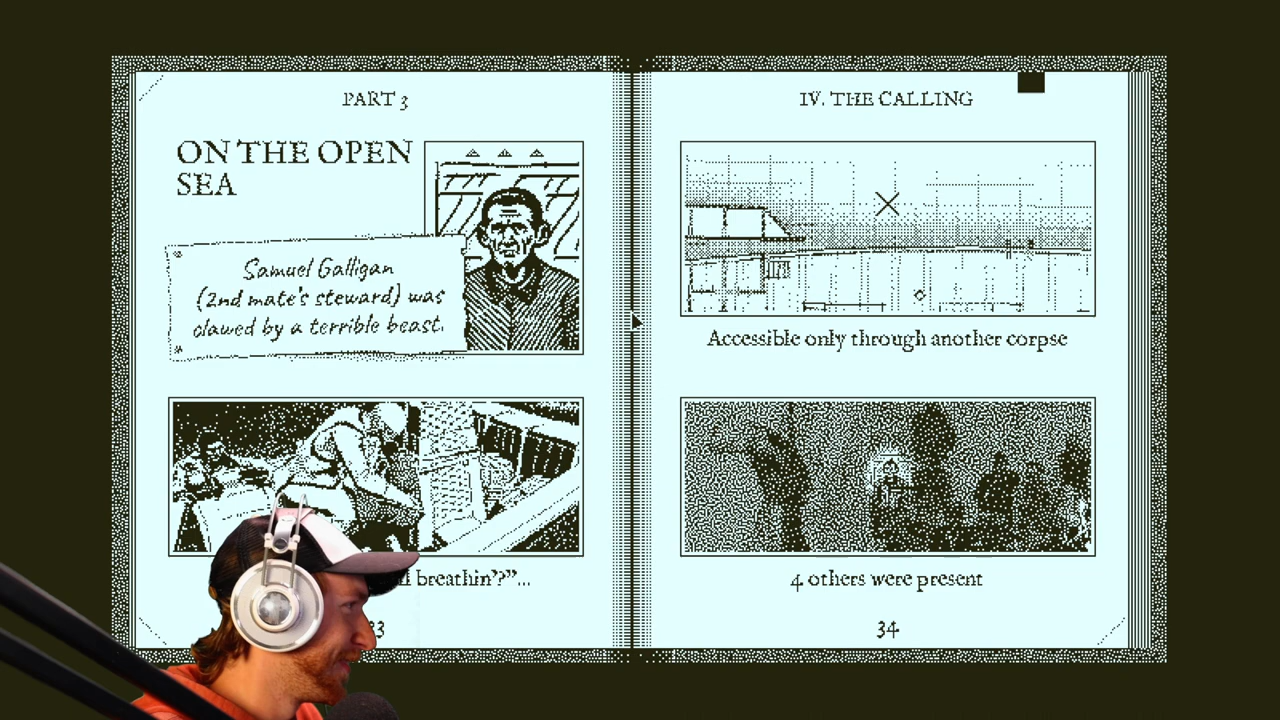 PART 3
ON THE OPEN
SEA
Samuel Galligan
(2nd mate's steward) was
clawed by a terrible beast.
breathin'?"...
33
IV. THE CALLING
Accessible only through another corpse
4 others were present
34